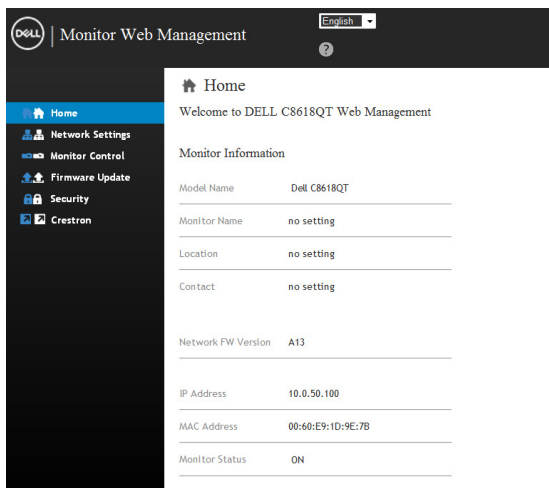 DELL | Monitor Web Management
English
?
Home
Network Settings
Monitor Control
Firmware Update
Security
Crestron
Home
Welcome to DELL C8618QT Web Management
Monitor Information
Model Name Dell C8618QT
Monitor Name no setting
Location no setting
Contact no setting
Network FW Version A13
IP Address 10.0.50.100
MAC Address 00:60:E9:1D:9E:7B
Monitor Status ON